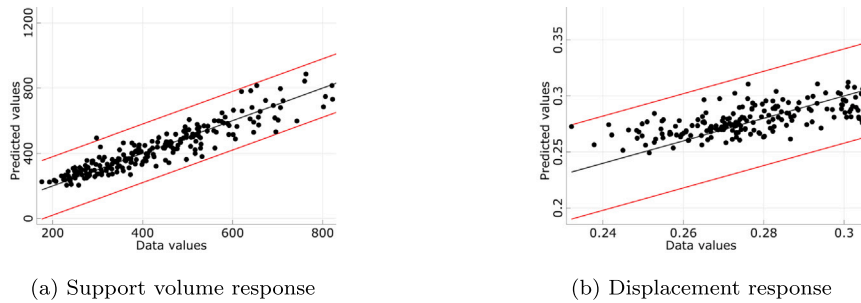 1200
800
400
0
Predicted values
200
400
600
800
Data values
(a) Support volume response
0.35
0.3
0.25
0.2
Predicted values
0.24
0.26
0.28
0.3
Data values
(b) Displacement response